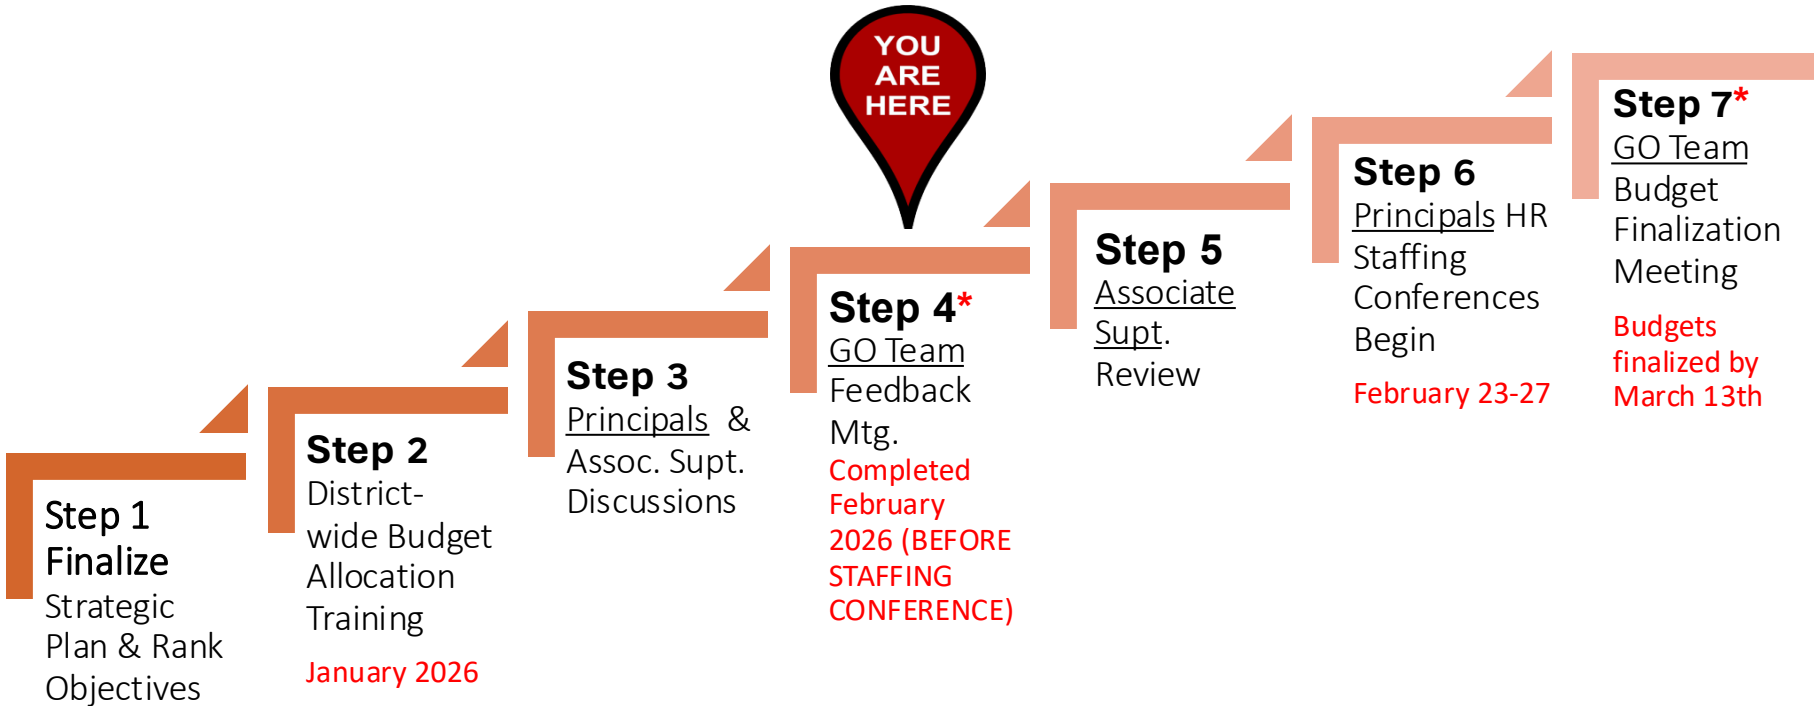 YOU
ARE
HERE
Step 1
Finalize
Strategic
Plan & Rank
Objectives
Step 2
District-
wide Budget
Allocation
Training
January 2026
Step 3
Principals & 
Assoc. Supt.
Discussions
Step 4*
GO Team
Feedback
Mtg.
Completed
February
2026 (BEFORE
STAFFING
CONFERENCE)
Step 5
Associate
Supt.
Review
Step 6
Principals HR
Staffing
Conferences
Begin
February 23-27
Step 7*
GO Team
Budget
Finalization
Meeting
Budgets
finalized by
March 13th